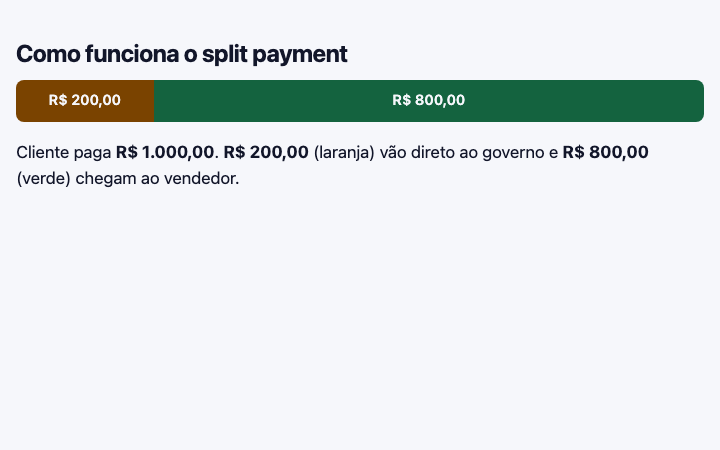 Como funciona o split payment
R$ 200,00 R$ 800,00
Cliente paga R$ 1.000,00. R$ 200,00 (laranja) vão direto ao governo e R$ 800,00
(verde) chegam ao vendedor.